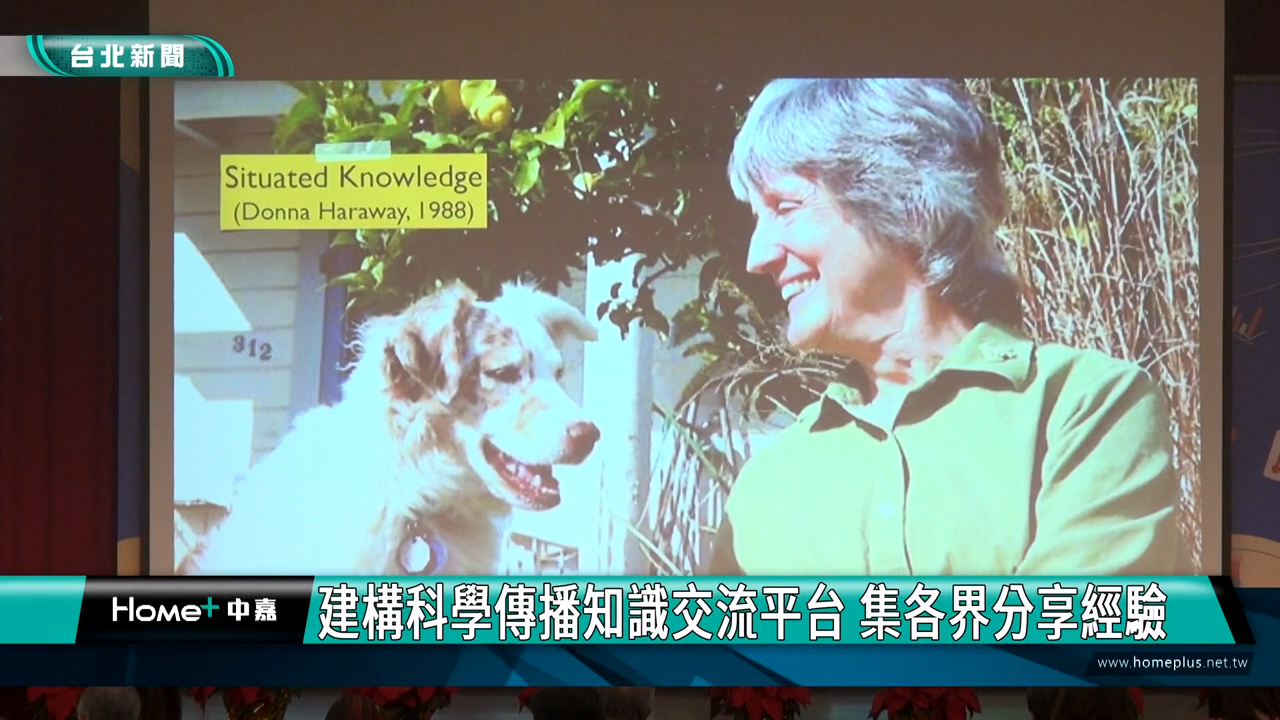 台北新聞
Situated Knowledge
(Donna Haraway, 1988)
312
Home+ 中嘉
建構科學傳播知識交流平台 集各界分享經驗
www.homeplus.net.tw